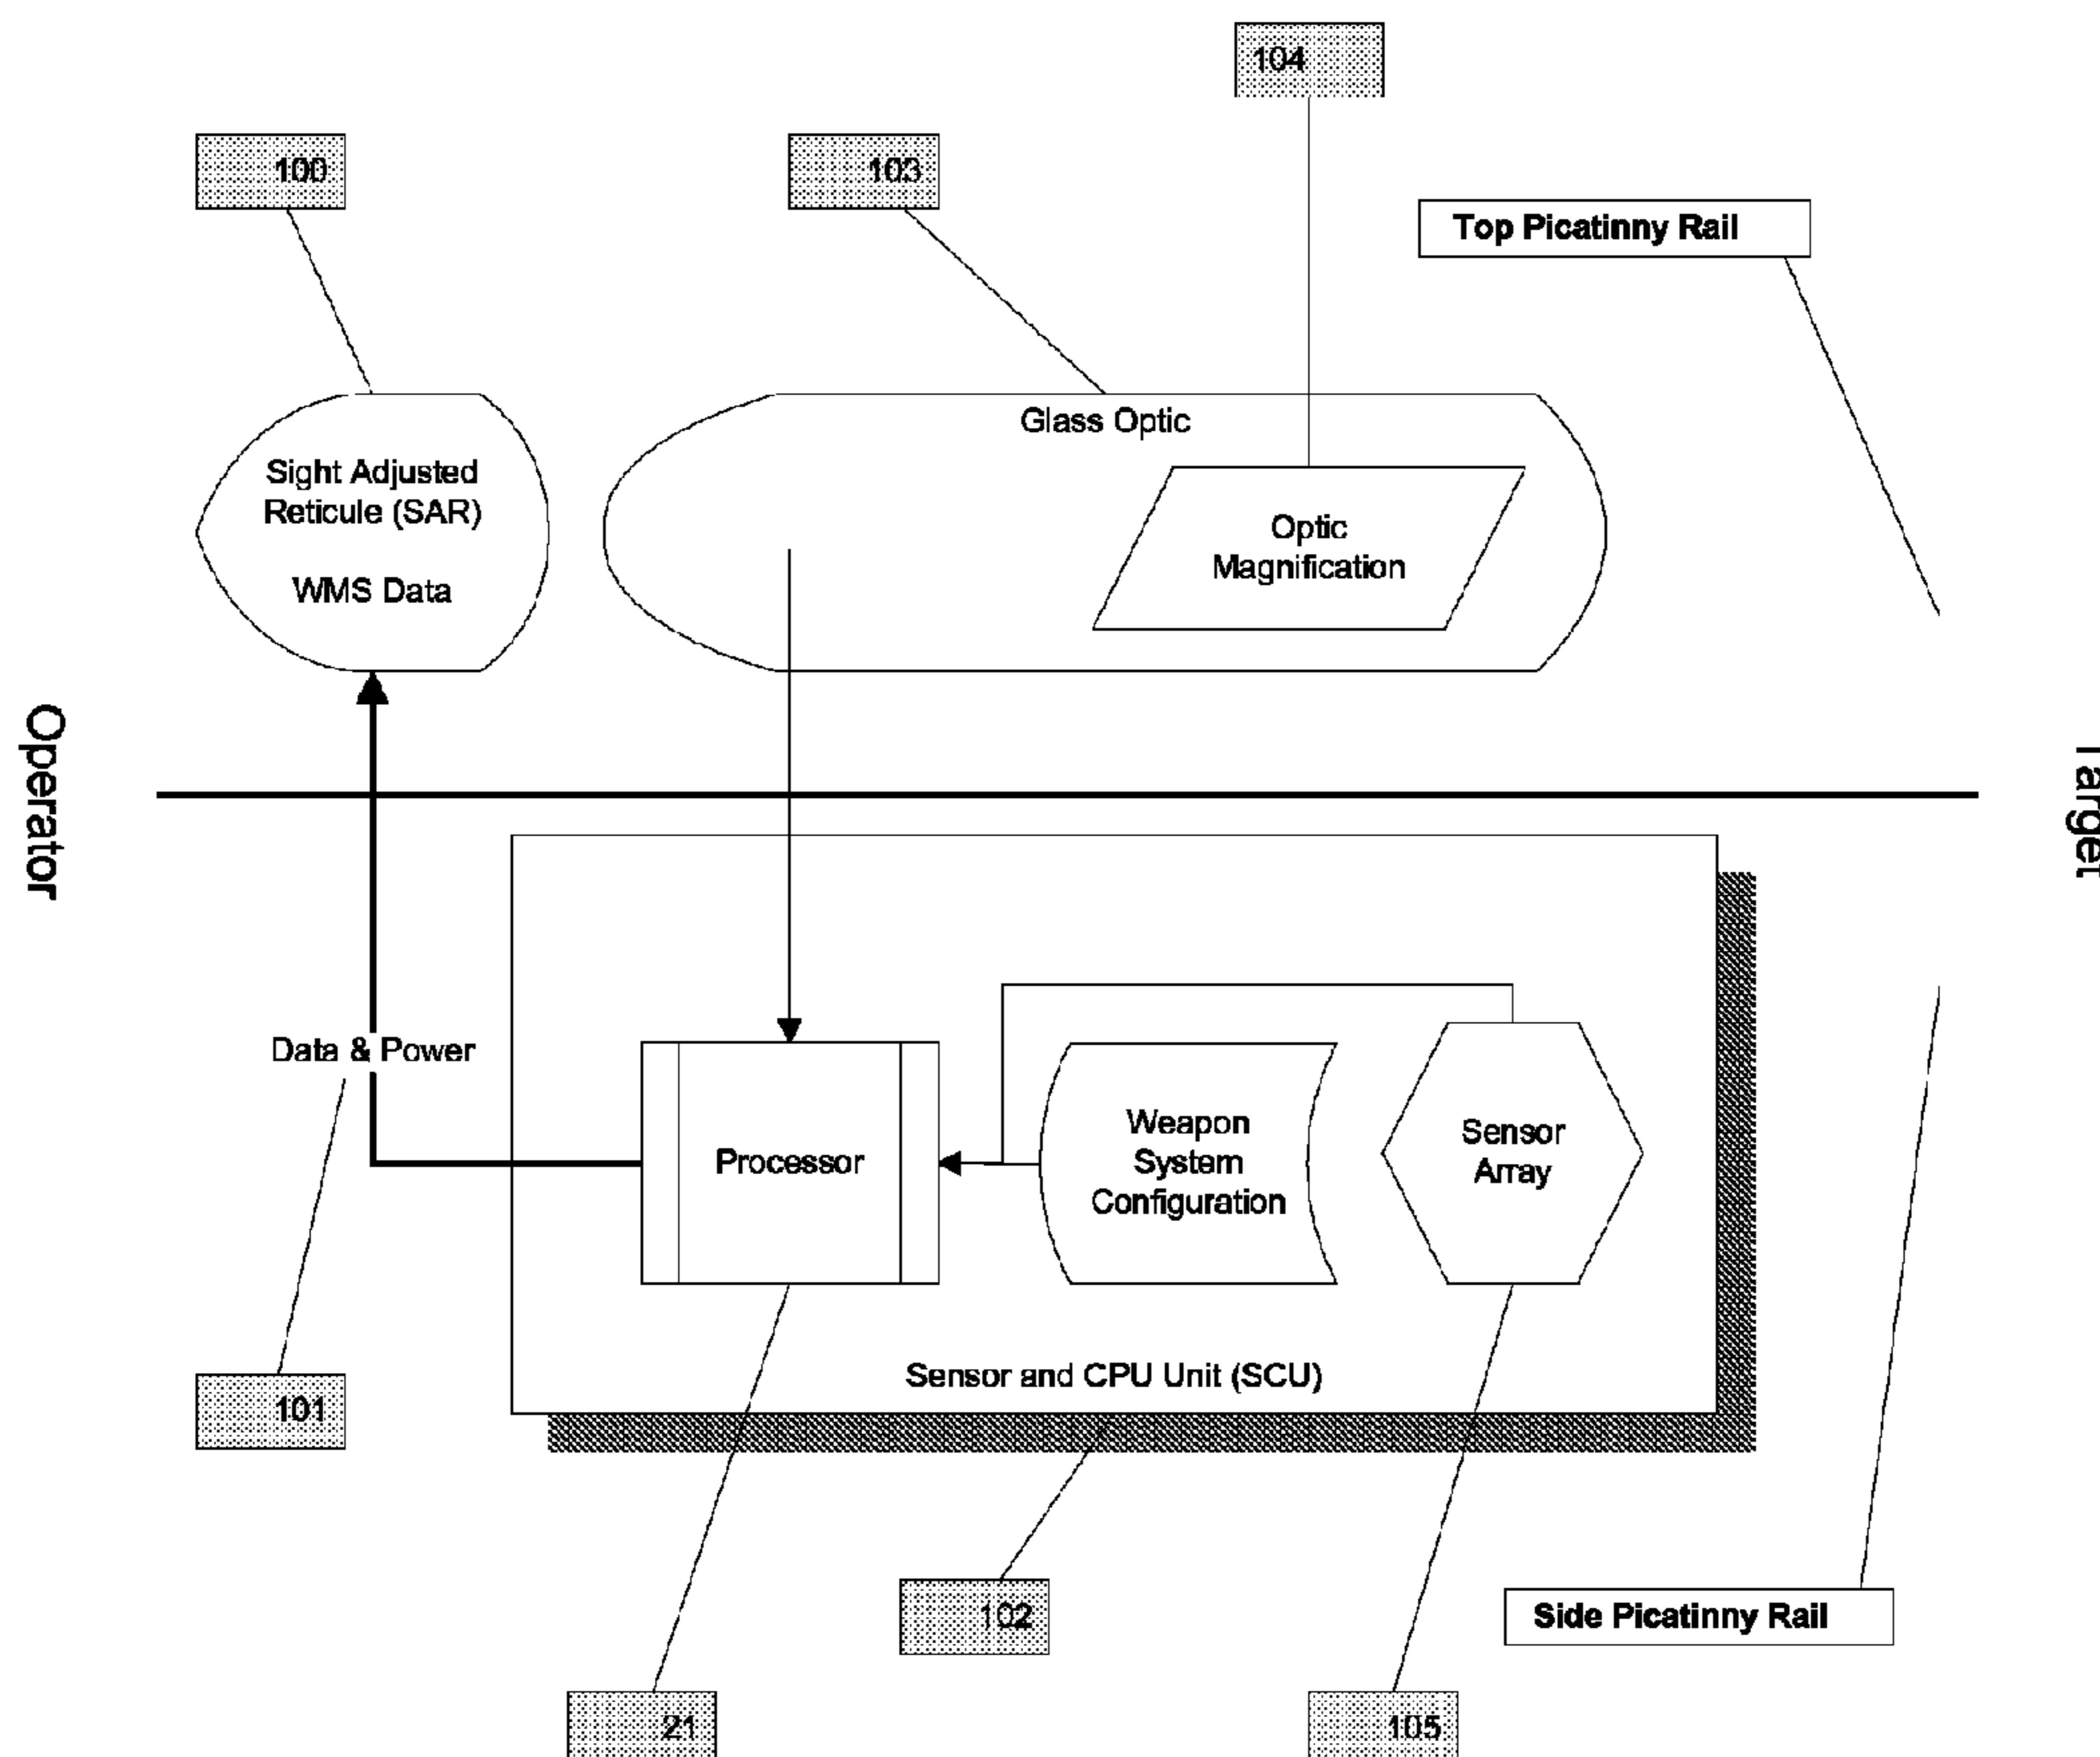 104
100
103
Top Picatinny Rail
Glass Optic
Sight Adjusted
Reticule (SAR)
WMS Data
Optic
Magnification
Operator
Target
Data & Power
Processor
Weapon
System
Configuration
Sensor
Array
Sensor and CPU Unit (SCU)
101
102
Side Picatinny Rail
21
105